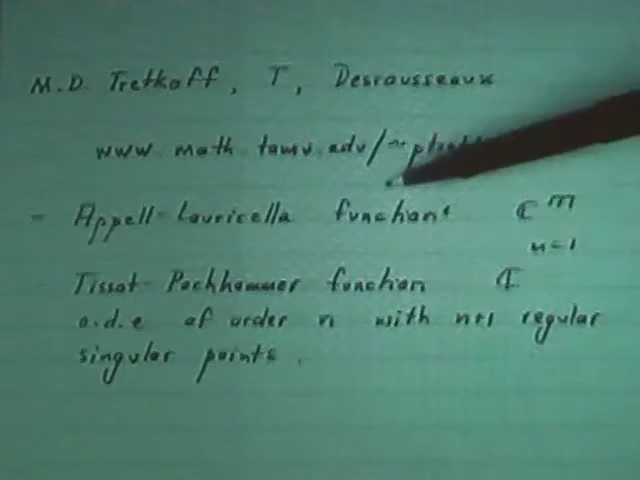 M.D. Tretkoff, T, Desrousseaux
www math. tamu.edu/~
- Appell-Lauricella functions ℂ^m
n=1
Tissot-Pochhammer function ℂ
o.d.e of order n with n+1 regular
singular points.